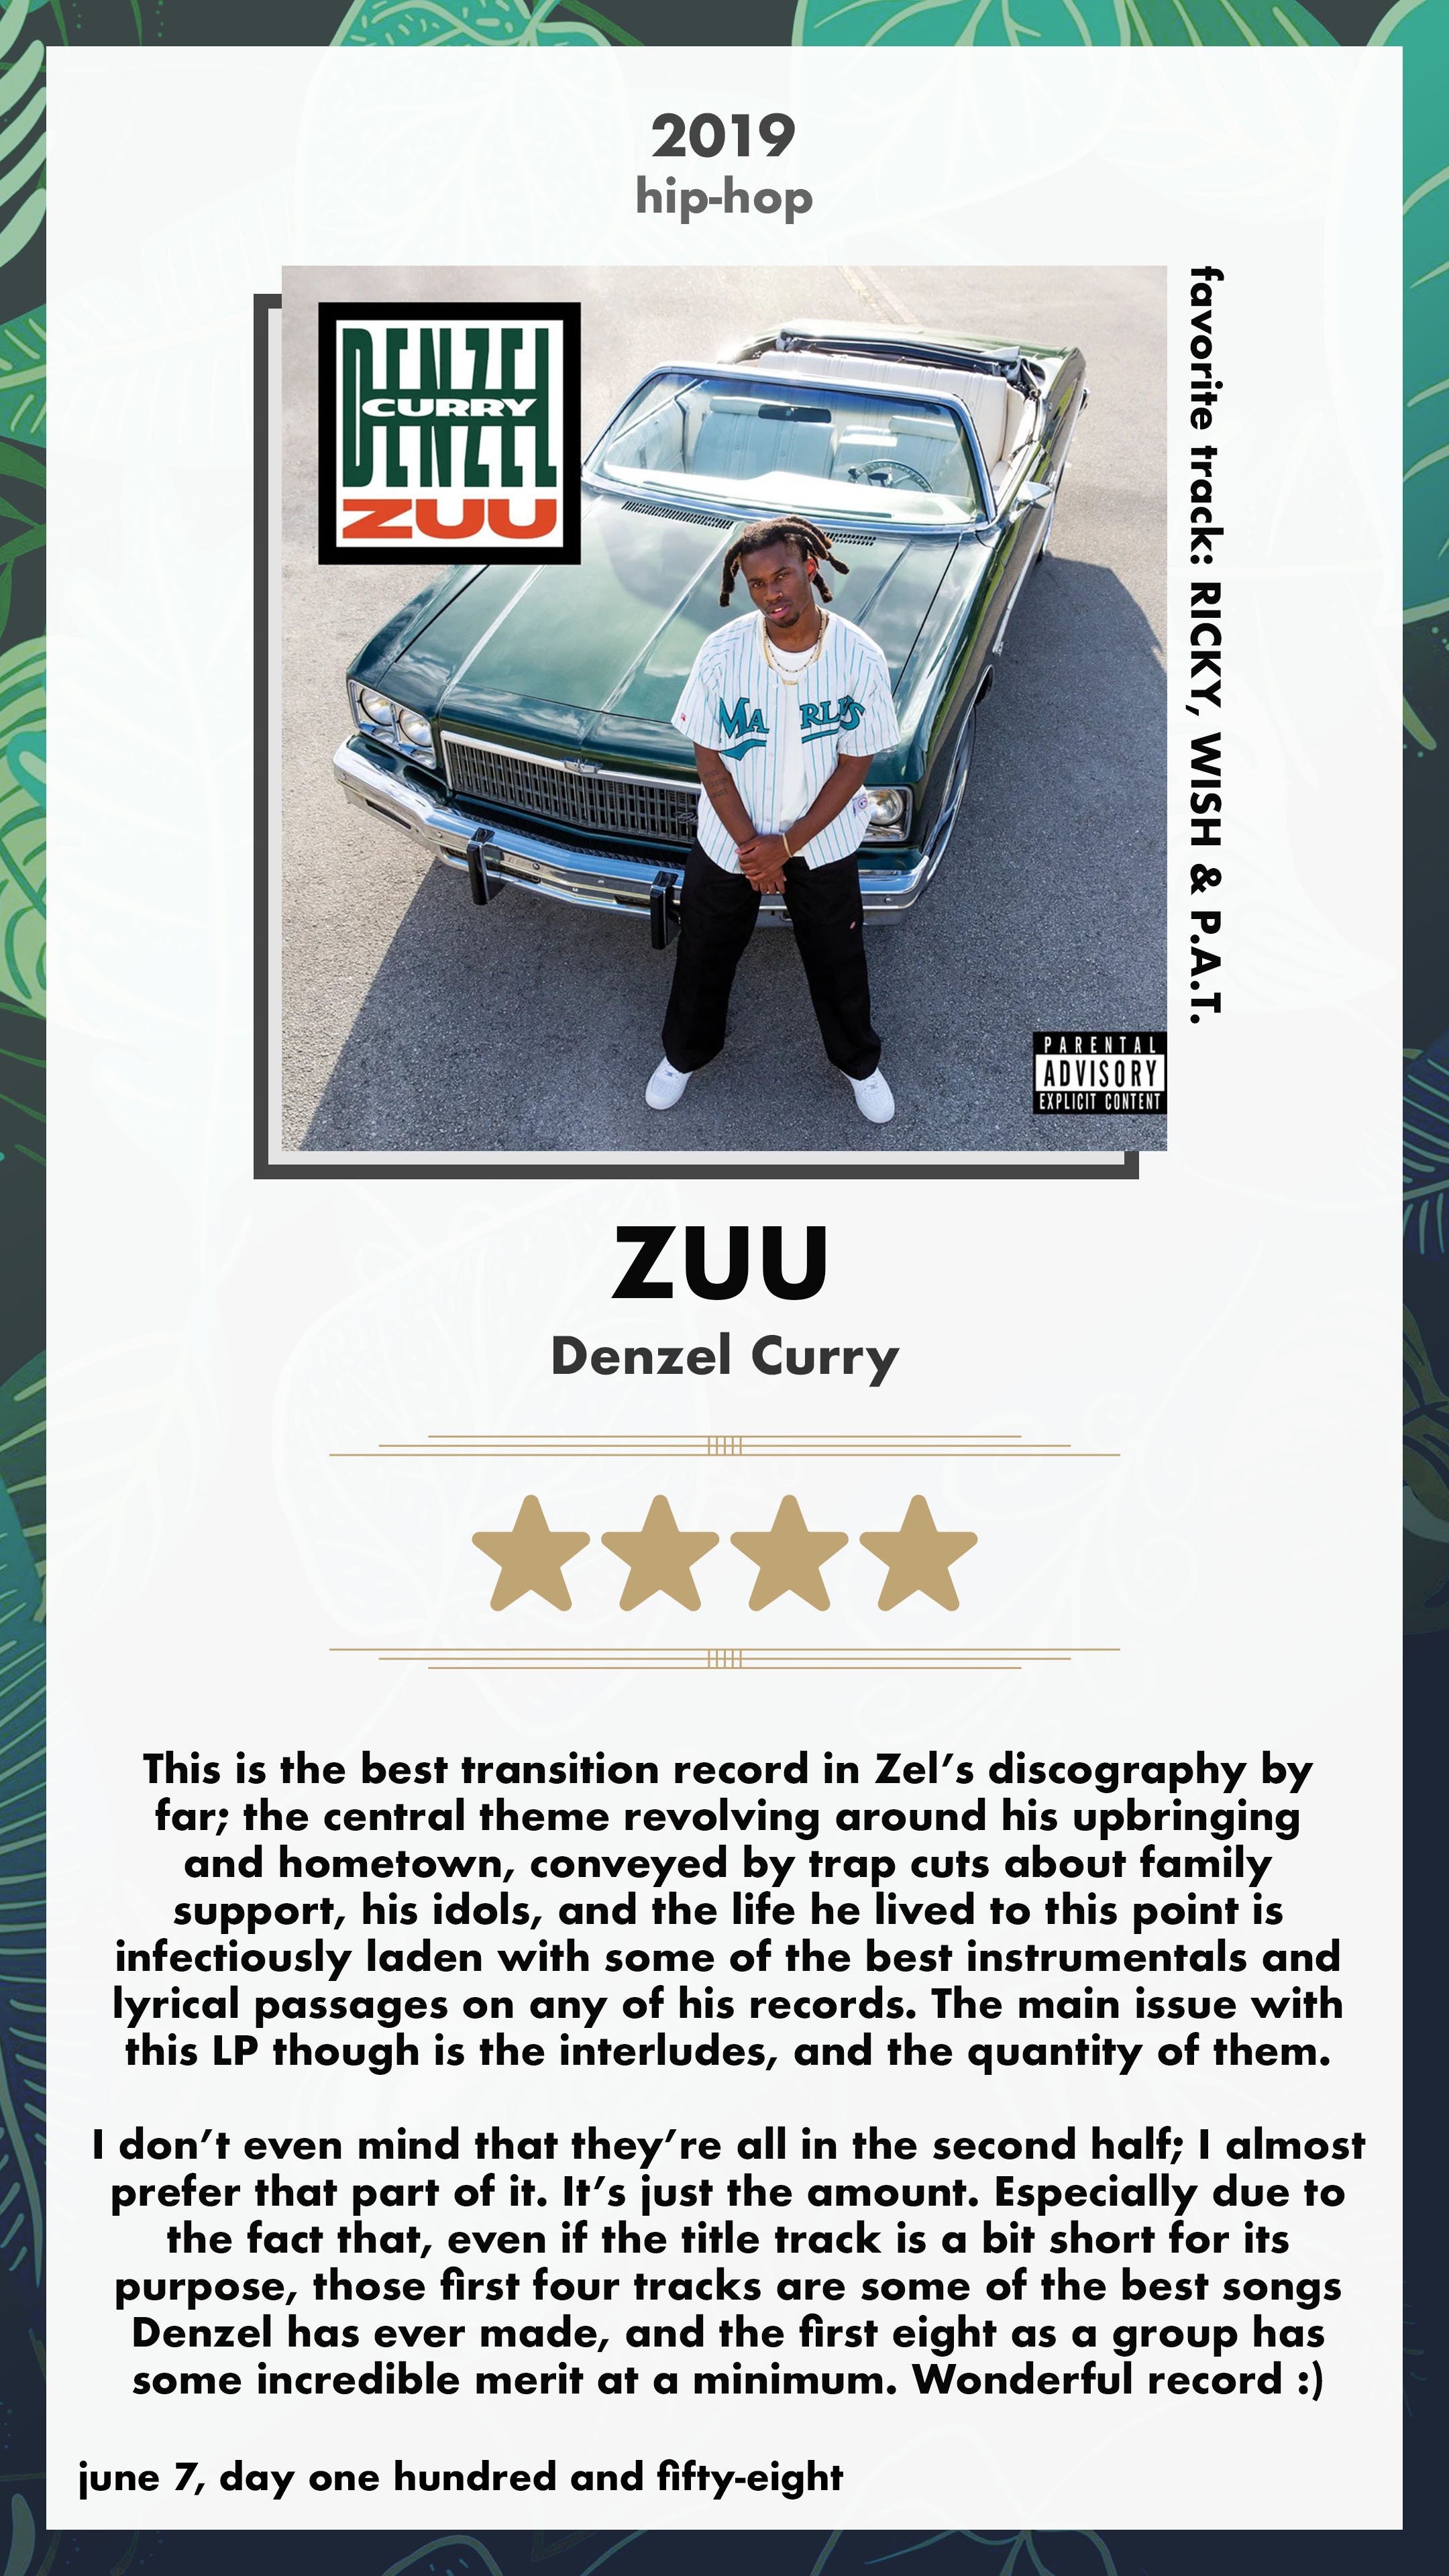 2019
hip-hop
favorite track: RICKY, WISH & P.A.T.
DENZEL
CURRY
DENZEL
ZUU
MA RLI'S
PARENTAL
ADVISORY
EXPLICIT CONTENT
ZUU
Denzel Curry
This is the best transition record in Zel’s discography by
far; the central theme revolving around his upbringing
and hometown, conveyed by trap cuts about family
support, his idols, and the life he lived to this point is
infectiously laden with some of the best instrumentals and
lyrical passages on any of his records. The main issue with
this LP though is the interludes, and the quantity of them.
I don’t even mind that they’re all in the second half; I almost
prefer that part of it. It’s just the amount. Especially due to
the fact that, even if the title track is a bit short for its
purpose, those first four tracks are some of the best songs
Denzel has ever made, and the first eight as a group has
some incredible merit at a minimum. Wonderful record :)
june 7, day one hundred and fifty-eight